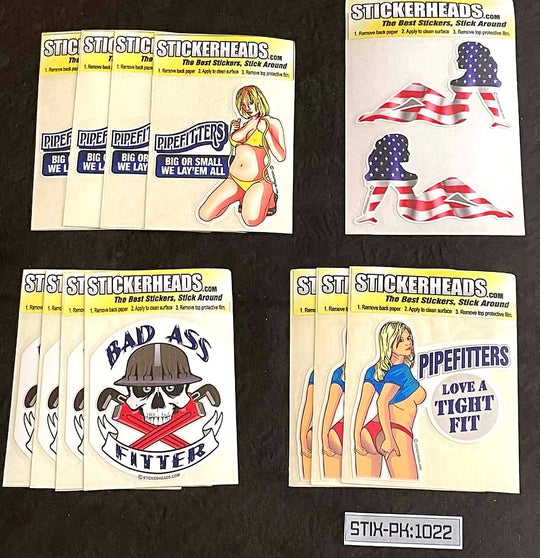 STICKERHEADS.com
The Best Stickers, Stick Around
1. Remove back paper 2. Apply to clean surface 3. Remove top protective film.
PIPEFITTERS
BIG OR SMALL
WE LAY'EM ALL
STICKERHEADS.com
The Best Stickers, Stick Around
1. Remove back paper 2. Apply to clean surface 3. Remove top protective film.
STICKERHEADS.com
The Best Stickers, Stick Around
1. Remove back paper 2. Apply to clean surface 3. Remove top protective film.
BAD ASS
FITTER
©STICKERHEADS.COM
STICKERHEADS.com
The Best Stickers, Stick Around
1. Remove back paper 2. Apply to clean surface 3. Remove top protective film.
PIPEFITTERS
LOVE A
TIGHT
FIT
STIX-PK:1022